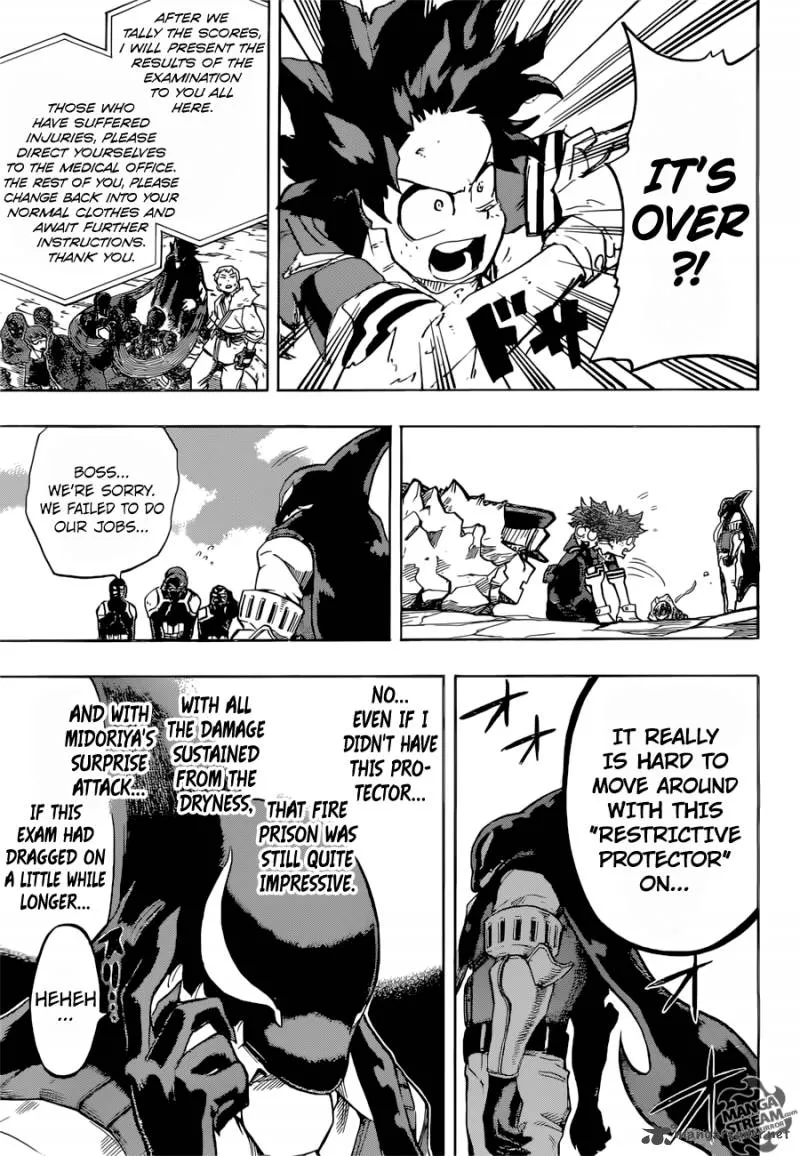 IT'S
OVER
?!
ドサ
AFTER WE
TALLY THE SCORES,
I WILL PRESENT THE
RESULTS OF THE
EXAMINATION
TO YOU ALL
HERE.
THOSE WHO
HAVE SUFFERED
INJURIES, PLEASE
DIRECT YOURSELVES
TO THE MEDICAL OFFICE.
THE REST OF YOU, PLEASE
CHANGE BACK INTO YOUR
NORMAL CLOTHES AND
AWAIT FURTHER
INSTRUCTIONS.
THANK YOU.
BOSS...
WE'RE SORRY.
WE FAILED TO DO
OUR JOBS...
IT REALLY
IS HARD TO
MOVE AROUND
WITH THIS
"RESTRICTIVE
PROTECTOR"
ON...
NO...
EVEN IF I
DIDN'T HAVE
THIS PRO-
TECTOR...
THAT FIRE
PRISON WAS
STILL QUITE
IMPRESSIVE.
WITH ALL
THE DAMAGE
SUSTAINED
FROM THE
DRYNESS,
AND WITH
MIDORIYA'S
SURPRISE
ATTACK...
IF THIS
EXAM HAD
DRAGGED ON
A LITTLE WHILE
LONGER...
HEHEH
...
MANGA
STREAM
.COM